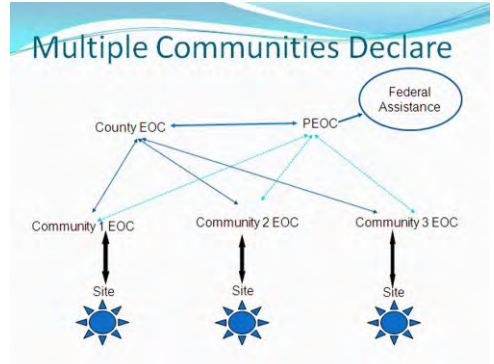 Multiple Communities Declare
Federal
Assistance
County EOC
PEOC
Community 1 EOC
Community 2 EOC
Community 3 EOC
Site
Site
Site